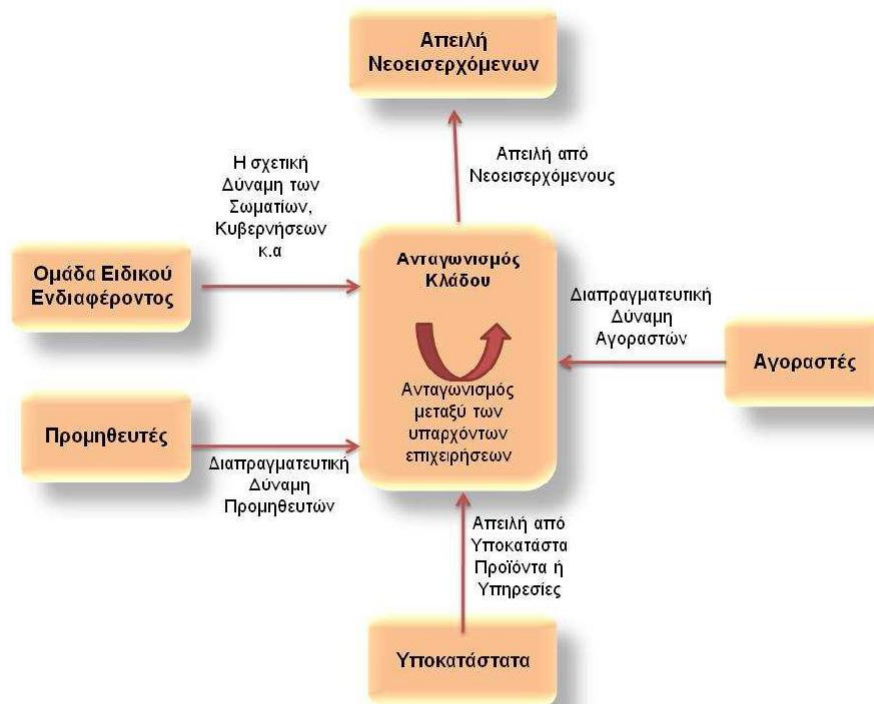 Απειλή
Νεοεισερχόμενων
Απειλή από
Νεοεισερχόμενους
Η σχετική
Δύναμη των
Σωματίων,
Κυβερνήσεων
κ.α
Ομάδα Ειδικού
Ενδιαφέροντος
Ανταγωνισμός
Κλάδου
Ανταγωνισμός
μεταξύ των
υπαρχόντων
επιχειρήσεων
Διαπραγματευτική
Δύναμη
Αγοραστών
Αγοραστές
Προμηθευτές
Διαπραγματευτική
Δύναμη
Προμηθευτών
Απειλή από
Υποκατάστα
Προϊόντα ή
Υπηρεσίες
Υποκατάστατα